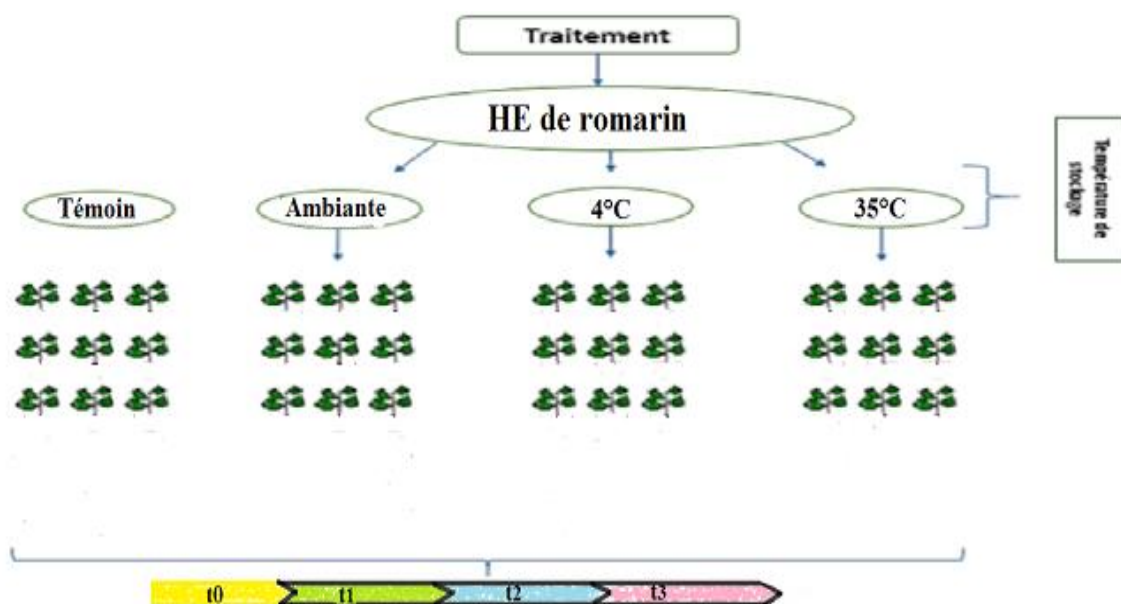 Traitement
HE de romarin
Témoin
Ambiante
4°C
35°C
Température de
stockage
t0
t1
t2
t3